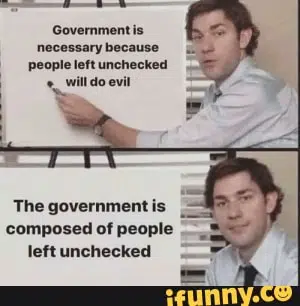 Government is
necessary because
people left unchecked
will do evil
The government is
composed of people
left unchecked
ifunny.co